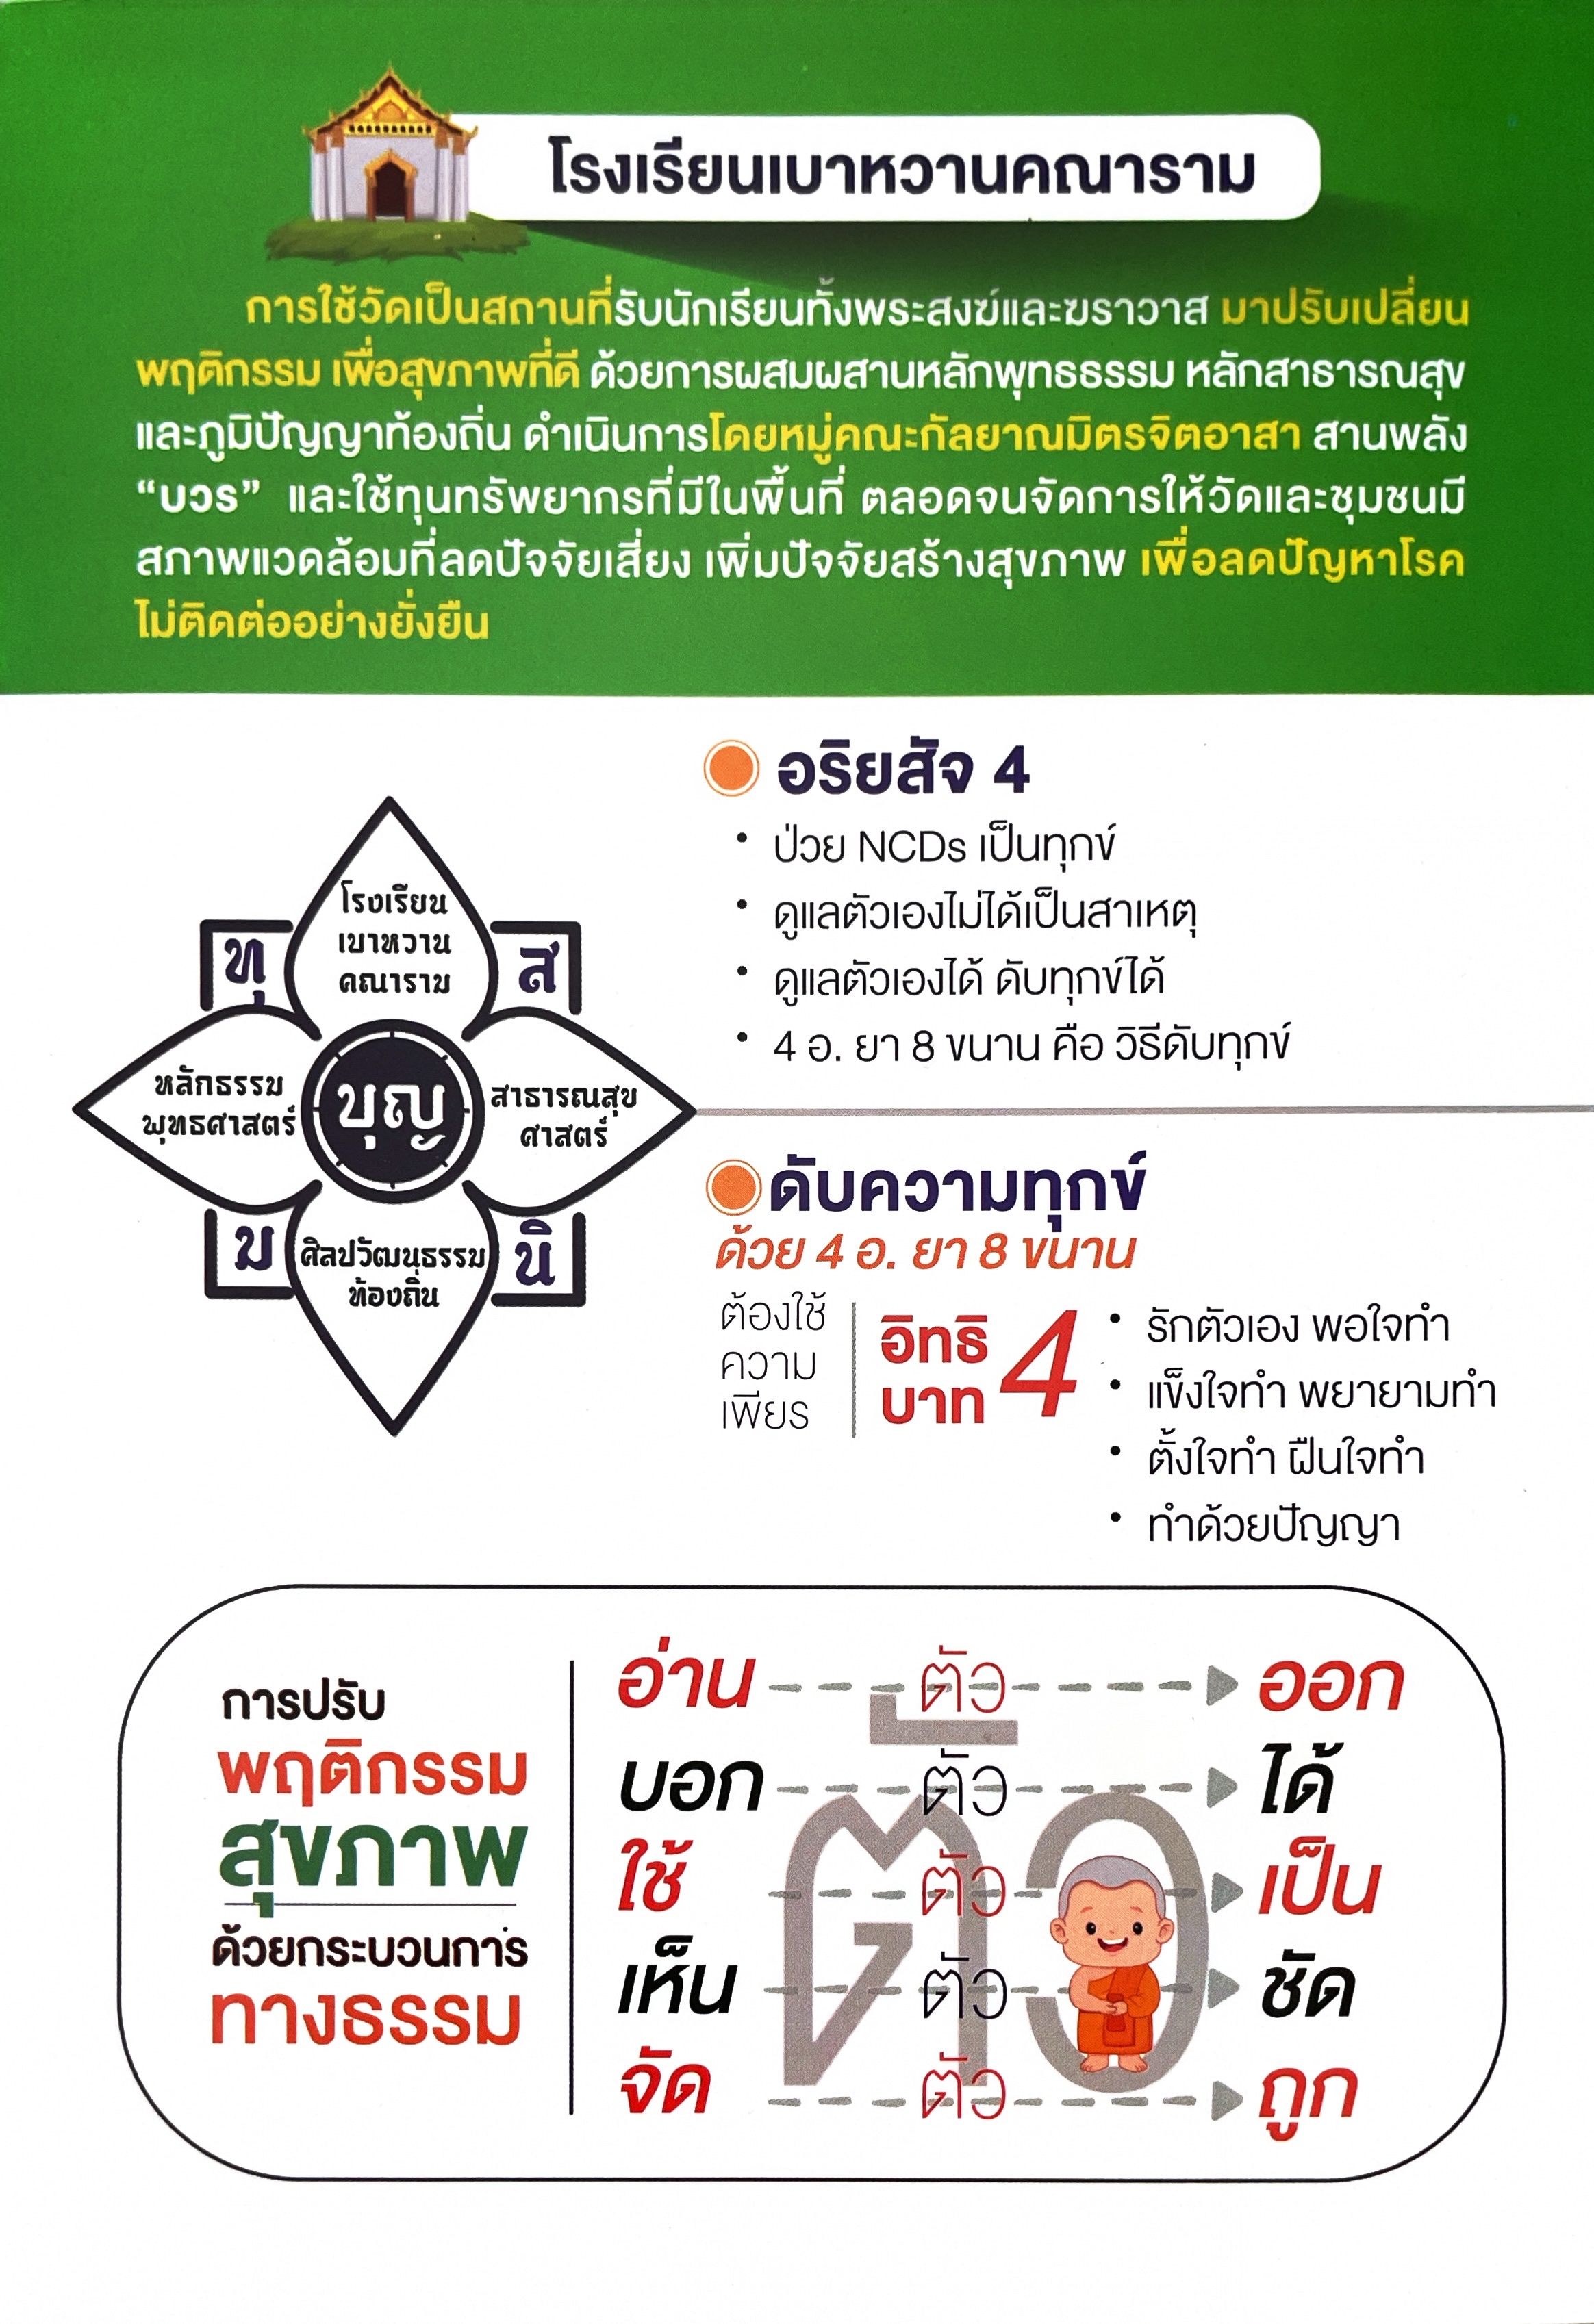 โรงเรียนเบาหวานคณาราม
การใช้วัดเป็นสถานที่รับนักเรียนทั้งพระสงฆ์และฆราวาส มาปรับเปลี่ยน
พฤติกรรม เพื่อสุขภาพที่ดี ด้วยการผสมผสานหลักพุทธธรรม หลักสาธารณสุข
และภูมิปัญญาท้องถิ่น ดำเนินการโดยหมู่คณะกัลยาณมิตรจิตอาสา สานพลัง
“บวร” และใช้ทุนทรัพยากรที่มีในพื้นที่ ตลอดจนจัดการให้วัดและชุมชนมี
สภาพแวดล้อมที่ลดปัจจัยเสี่ยง เพิ่มปัจจัยสร้างสุขภาพ เพื่อลดปัญหาโรค
ไม่ติดต่ออย่างยั่งยืน
โรงเรียน
เบาหวาน
คณาราม
ทุ
ส
หลักธรรม
พุทธศาสตร์
บุญ
สาธารณสุข
ศาสตร์
ม
นิ
ศิลปวัฒนธรรม
ท้องถิ่น
อริยสัจ 4
• ป่วย NCDs เป็นทุกข์
• ดูแลตัวเองไม่ได้เป็นสาเหตุ
• ดูแลตัวเองได้ ดับทุกข์ได้
• 4 อ. ยา 8 ขนาน คือ วิธีดับทุกข์
ดับความทุกข์
ด้วย 4 อ. ยา 8 ขนาน
ต้องใช้
ความ
เพียร
อิทธิ
บาท 4
• รักตัวเอง พอใจทำ
• แข็งใจทำ พยายามทำ
• ตั้งใจทำ ฝืนใจทำ
• ทำด้วยปัญญา
การปรับ
พฤติกรรม
สุขภาพ
ด้วยกระบวนการ
ทางธรรม
ตัว
อ่าน ตัว ออก
บอก ตัว ได้
ใช้ ตัว เป็น
เห็น ตัว ชัด
จัด ตัว ถูก